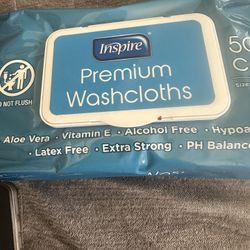 Inspire
Premium
Washcloths
50
C
DO NOT FLUSH
SIZE
Aloe Vera • Vitamin E • Alcohol Free • Hypoa
• Latex Free • Extra Strong • PH Balance